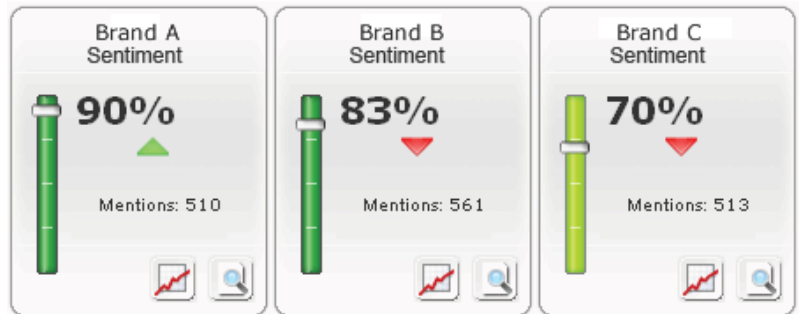 Brand A
Sentiment
90%
Mentions: 510
Brand B
Sentiment
83%
Mentions: 561
Brand C
Sentiment
70%
Mentions: 513